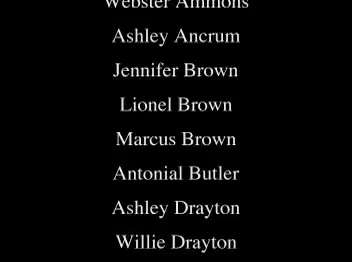 Webster Ammons
Ashley Ancrum
Jennifer Brown
Lionel Brown
Marcus Brown
Antonial Butler
Ashley Drayton
Willie Drayton